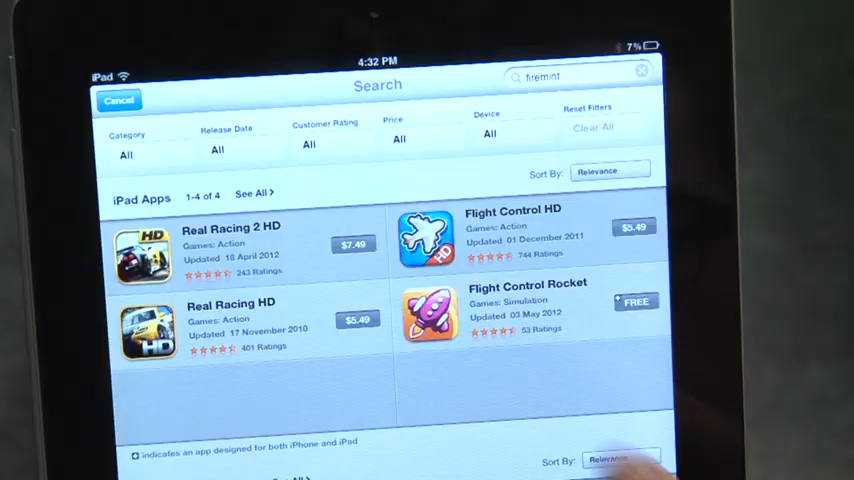 iPad
4:32 PM
7%
Cancel
Search
firemint
Category
Release Date
Customer Rating
Price
Device
Reset Filters
All
All
All
All
All
Clear All
iPad Apps
1-4 of 4
See All >
Sort By:
Relevance
HD
Real Racing 2 HD
Games: Action
Updated 18 April 2012
243 Ratings
$7.49
HD
Flight Control HD
Games: Action
Updated 01 December 2011
744 Ratings
$5.49
HD
Real Racing HD
Games: Action
Updated 17 November 2010
401 Ratings
$5.49
Flight Control Rocket
Games: Simulation
Updated 03 May 2012
53 Ratings
FREE
indicates an app designed for both iPhone and iPad
Sort By:
Relevance